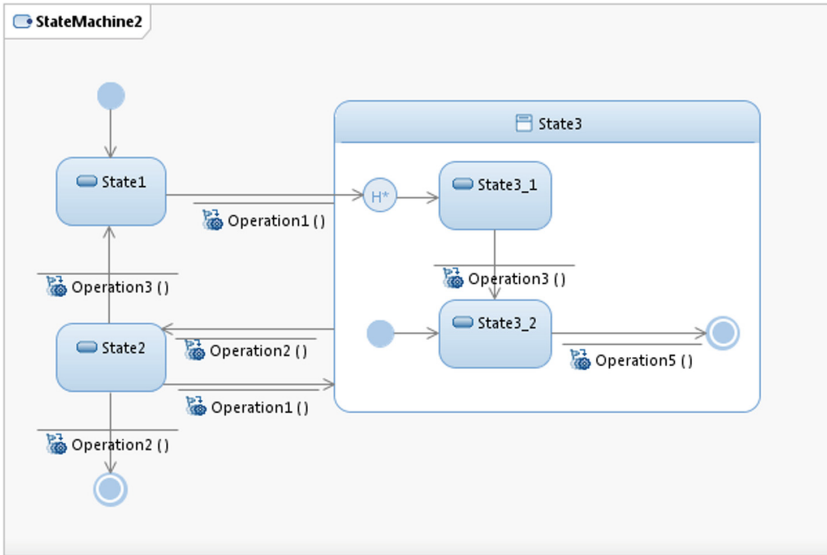 StateMachine2
State3
State1
H*
State3_1
Operation1 ()
Operation3 ()
Operation3 ()
State2
State3_2
Operation2 ()
Operation5 ()
Operation1 ()
Operation2 ()